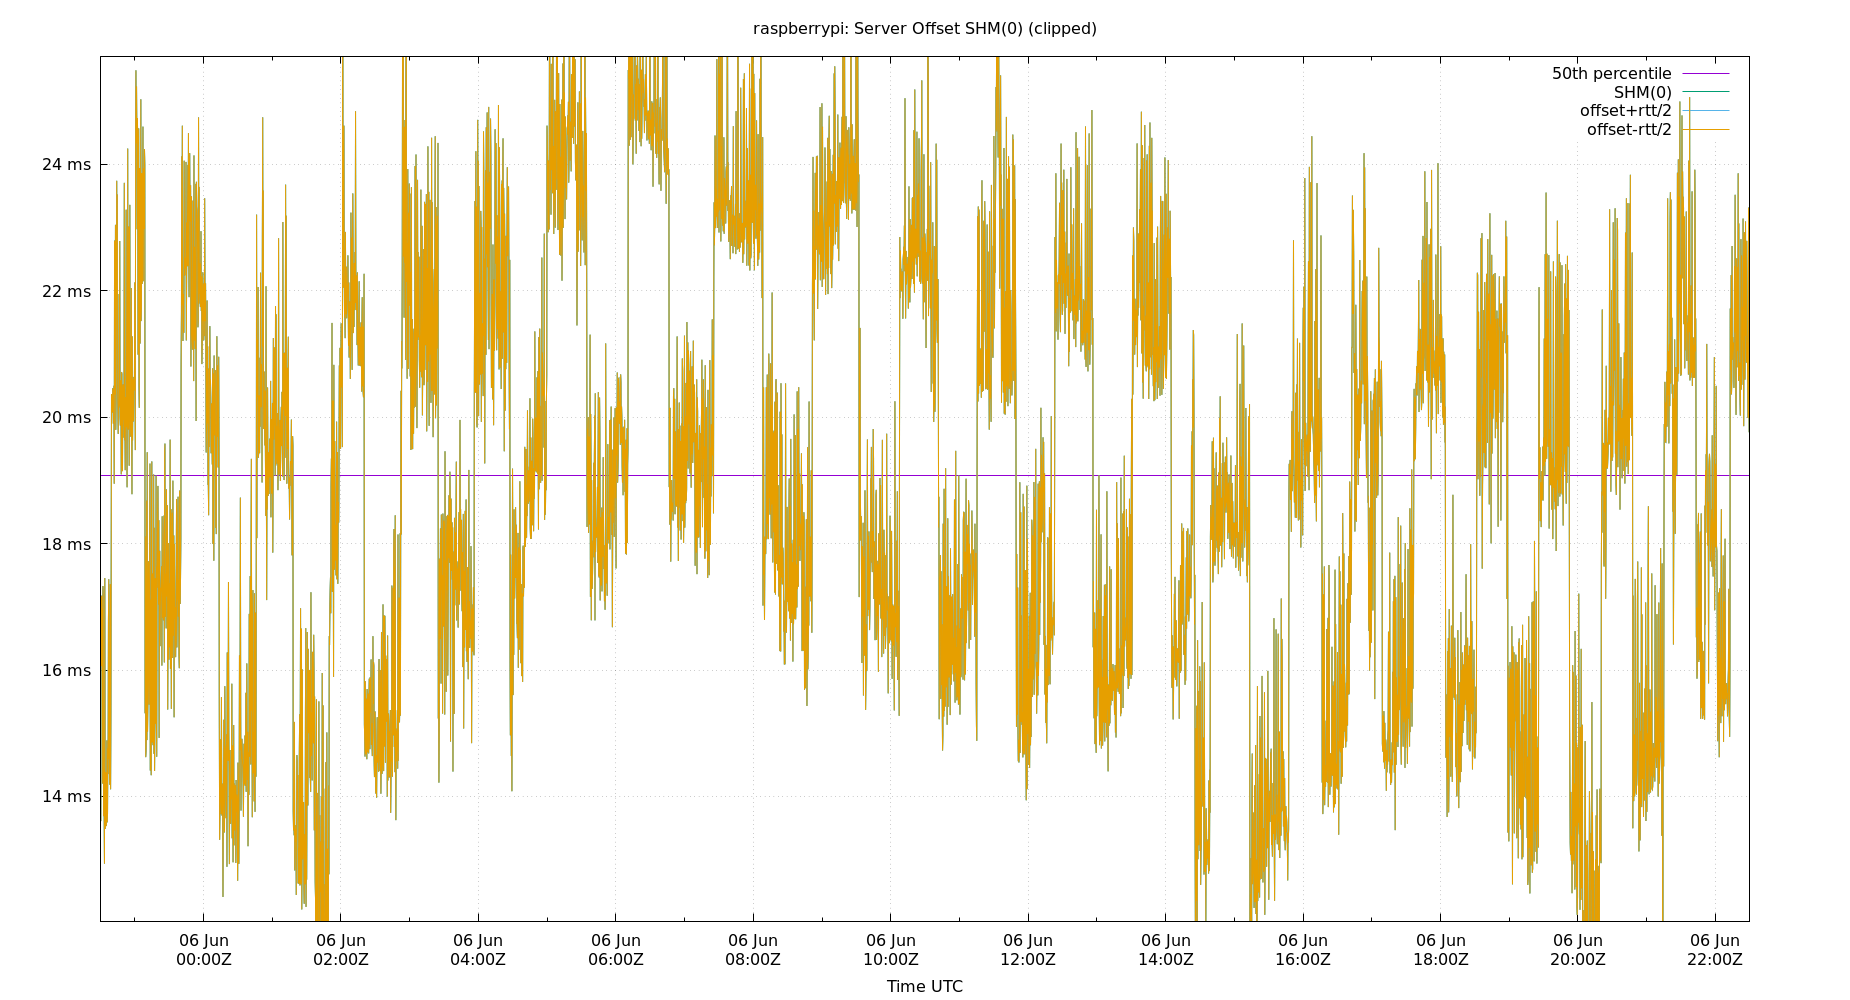 raspberrypi: Server Offset SHM(0) (clipped)
50th percentile
SHM(0)
offset+rtt/2
offset-rtt/2
24 ms
22 ms
20 ms
18 ms
16 ms
14 ms
06 Jun 06 Jun 06 Jun 06 Jun 06 Jun 06 Jun 06 Jun 06 Jun 06 Jun 06 Jun 06 Jun 06 Jun
00:00Z 02:00Z 04:00Z 06:00Z 08:00Z 10:00Z 12:00Z 14:00Z 16:00Z 18:00Z 20:00Z 22:00Z
Time UTC